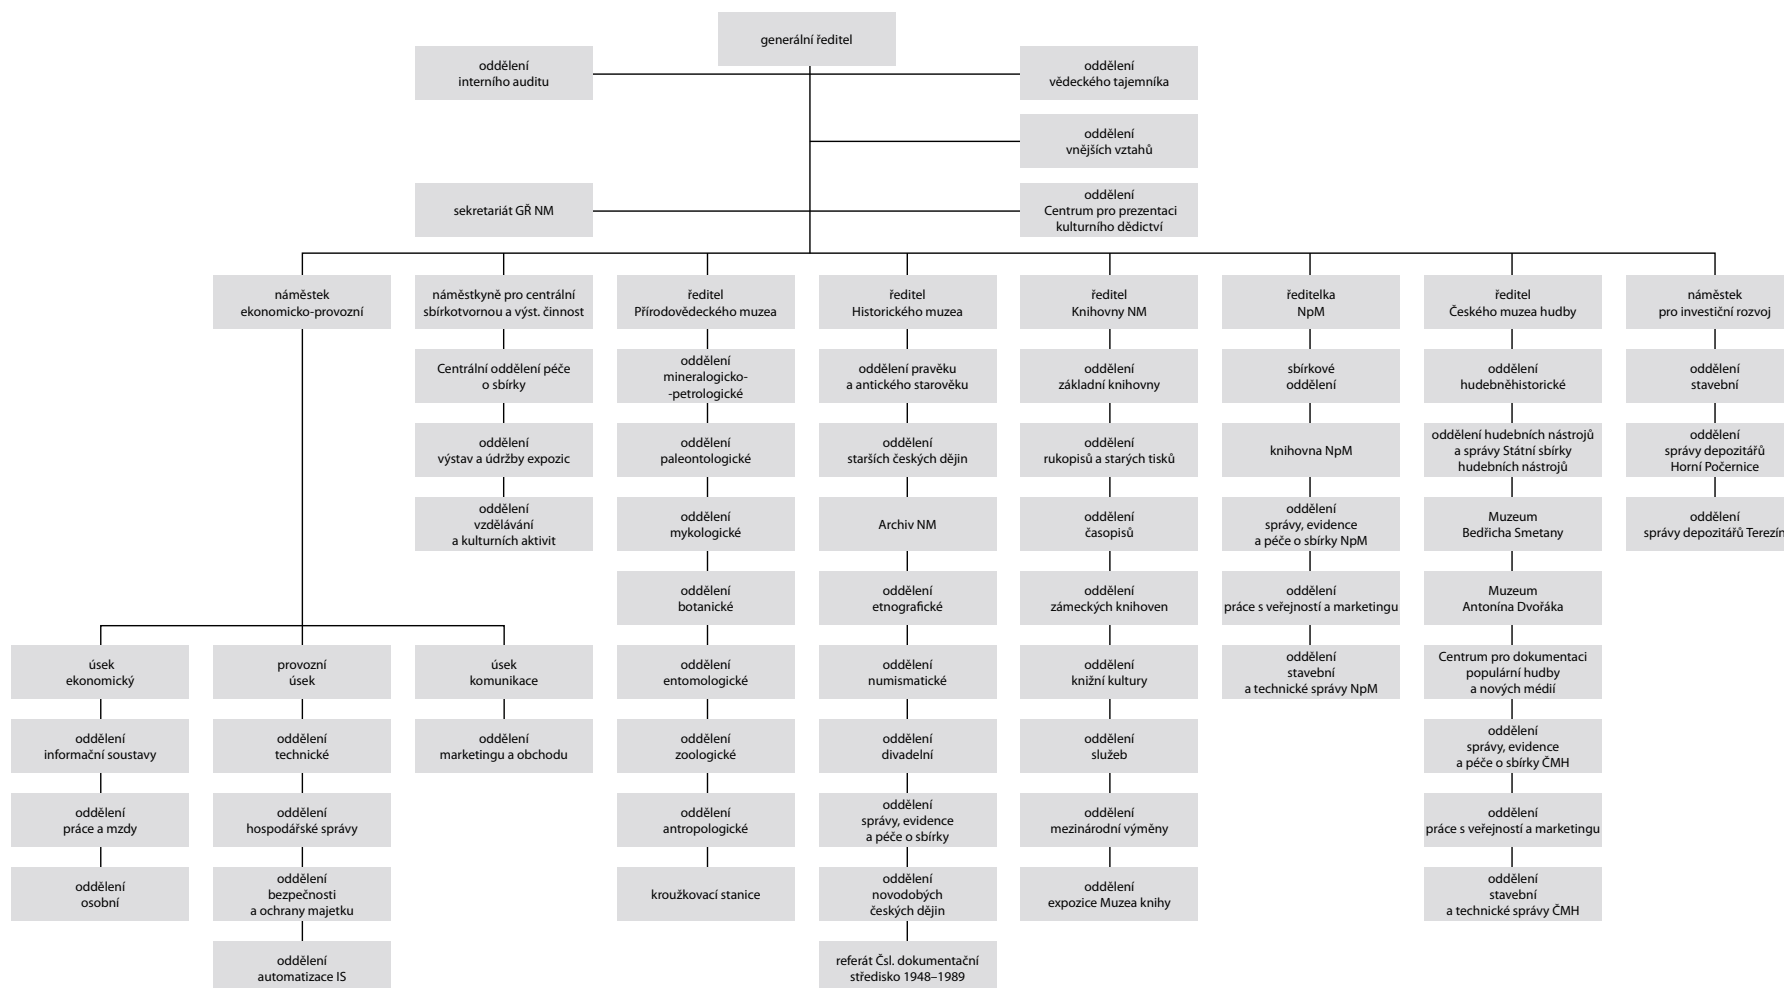 generální ředitel
oddělení
interního auditu
oddělení
vědeckého tajemníka
oddělení
vnějších vztahů
sekretariát GŘ NM
oddělení
Centrum pro prezentaci
kulturního dědictví
náměstek
ekonomicko-provozní
náměstkyně pro centrální
sbírkotvornou a výst. činnost
ředitel
Přírodovědeckého muzea
ředitel
Historického muzea
ředitel
Knihovny NM
ředitelka
NpM
ředitel
Českého muzea hudby
náměstek
pro investiční rozvoj
Centrální oddělení péče
o sbírky
oddělení
mineralogicko-
-petrologické
oddělení pravěku
a antického starověku
oddělení
základní knihovny
sbírkové
oddělení
oddělení
hudebněhistorické
oddělení
stavební
oddělení
výstav a údržby expozic
oddělení
paleontologické
oddělení
starších českých dějin
oddělení
rukopisů a starých tisků
knihovna NpM
oddělení hudebních nástrojů
a správy Státní sbírky
hudebních nástrojů
oddělení
správy depozitářů
Horní Počernice
oddělení
vzdělávání
a kulturních aktivit
oddělení
mykologické
Archiv NM
oddělení
časopisů
oddělení
správy, evidence
a péče o sbírky NpM
Muzeum
Bedřicha Smetany
oddělení
správy depozitářů Terezín
oddělení
botanické
oddělení
etnografické
oddělení
zámeckých knihoven
oddělení
práce s veřejností a marketingu
Muzeum
Antonína Dvořáka
úsek
ekonomický
provozní
úsek
úsek
komunikace
oddělení
entomologické
oddělení
numismatické
oddělení
knižní kultury
oddělení
stavební
a technické správy NpM
Centrum pro dokumentaci
populární hudby
a nových médií
oddělení
informační soustavy
oddělení
technické
oddělení
marketingu a obchodu
oddělení
zoologické
oddělení
divadelní
oddělení
služeb
oddělení
správy, evidence
a péče o sbírky ČMH
oddělení
práce a mzdy
oddělení
hospodářské správy
oddělení
antropologické
oddělení
správy, evidence
a péče o sbírky
oddělení
mezinárodní výměny
oddělení
práce s veřejností a marketingu
oddělení
osobní
oddělení
bezpečnosti
a ochrany majetku
kroužkovací stanice
oddělení
novodobých
českých dějin
oddělení
expozice Muzea knihy
oddělení
stavební
a technické správy ČMH
oddělení
automatizace IS
referát Čsl. dokumentační
středisko 1948–1989